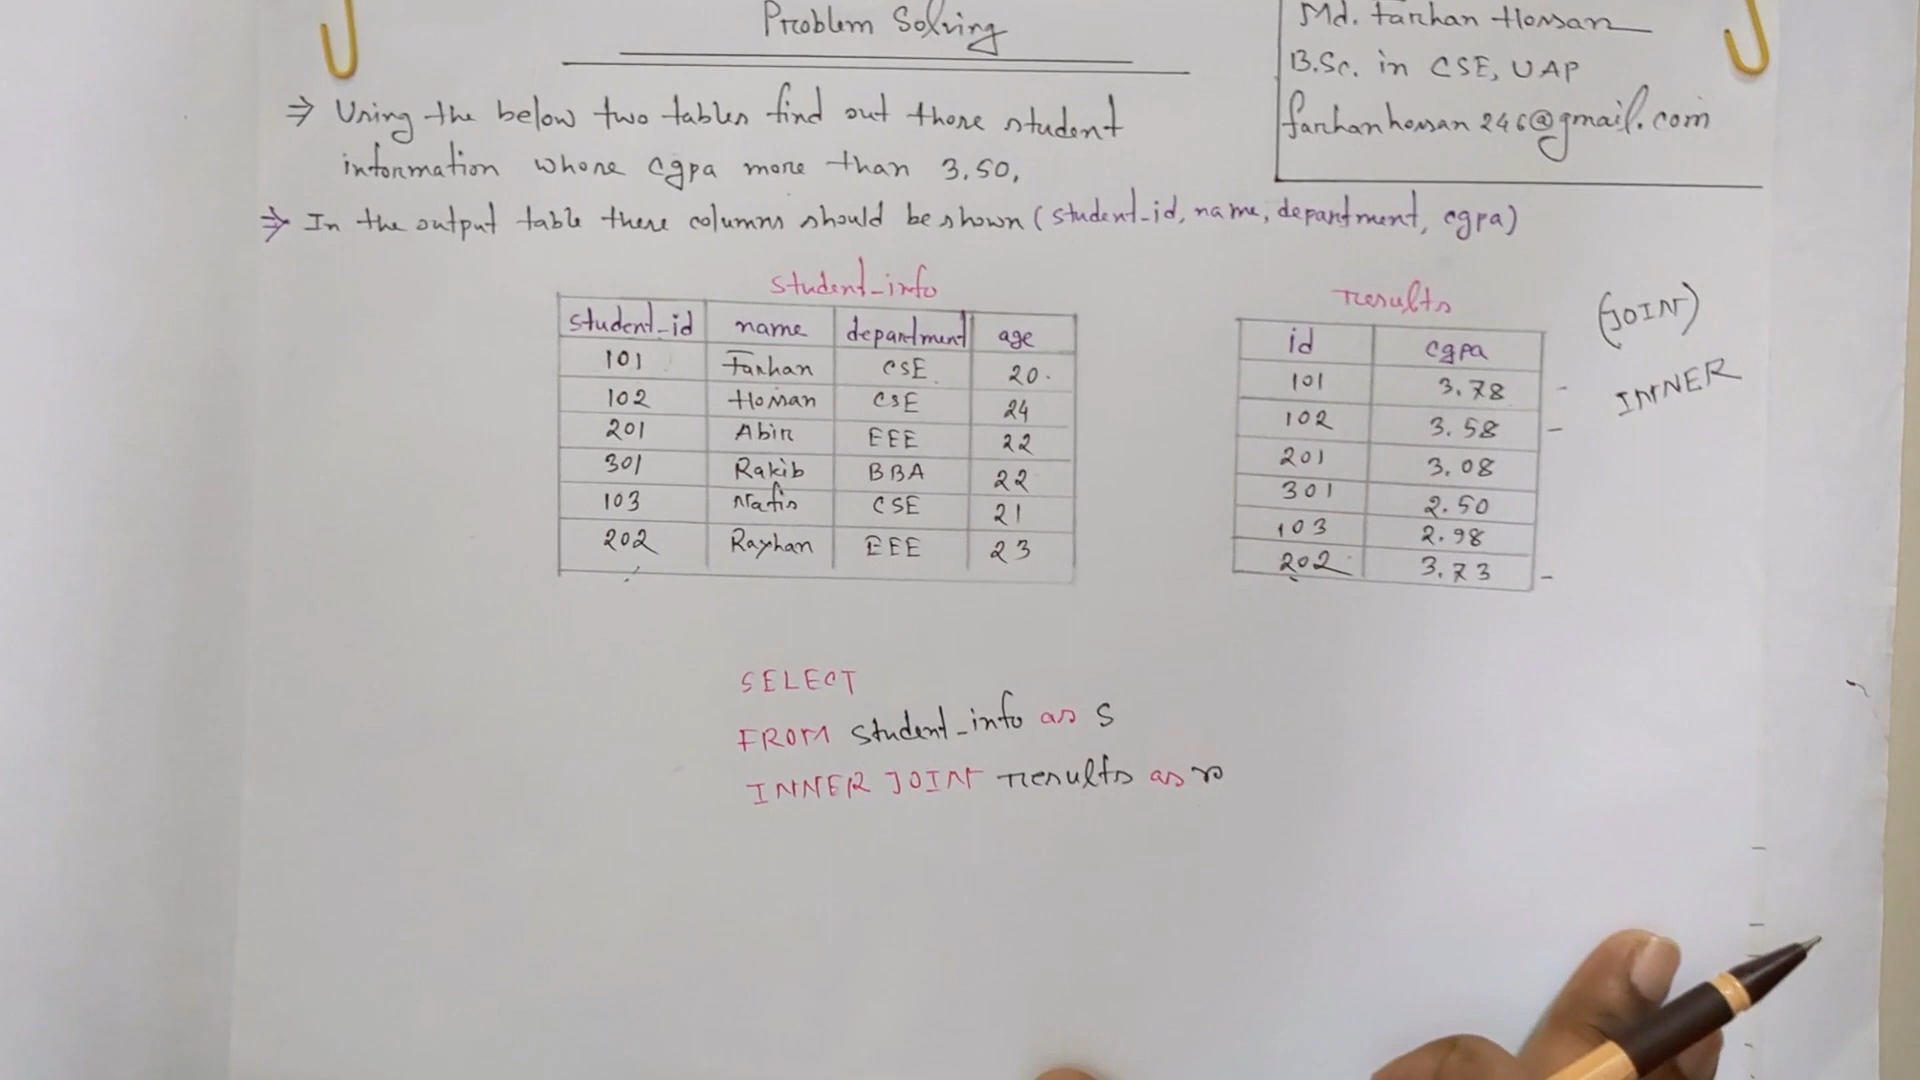 Problem Solving
Md. Farhan Hossan
B.Sc. in CSE, UAP
farhanhossan246@gmail.com
⇒ Using the below two tables find out those student
information whose cgpa more than 3.50.
⇒ In the output table these columns should be shown (student_id, name, department, cgpa)
student_info
student_id name department age
101 Farhan CSE 20
102 Hossan CSE 24
201 Abir EEE 22
301 Rakib BBA 22
103 Nafis CSE 21
202 Rayhan EEE 23
results
id cgpa
101 3.78
102 3.58
201 3.08
301 2.50
103 2.98
202 3.73
(JOIN)
INNER
SELECT
FROM student_info as s
INNER JOIN results as r